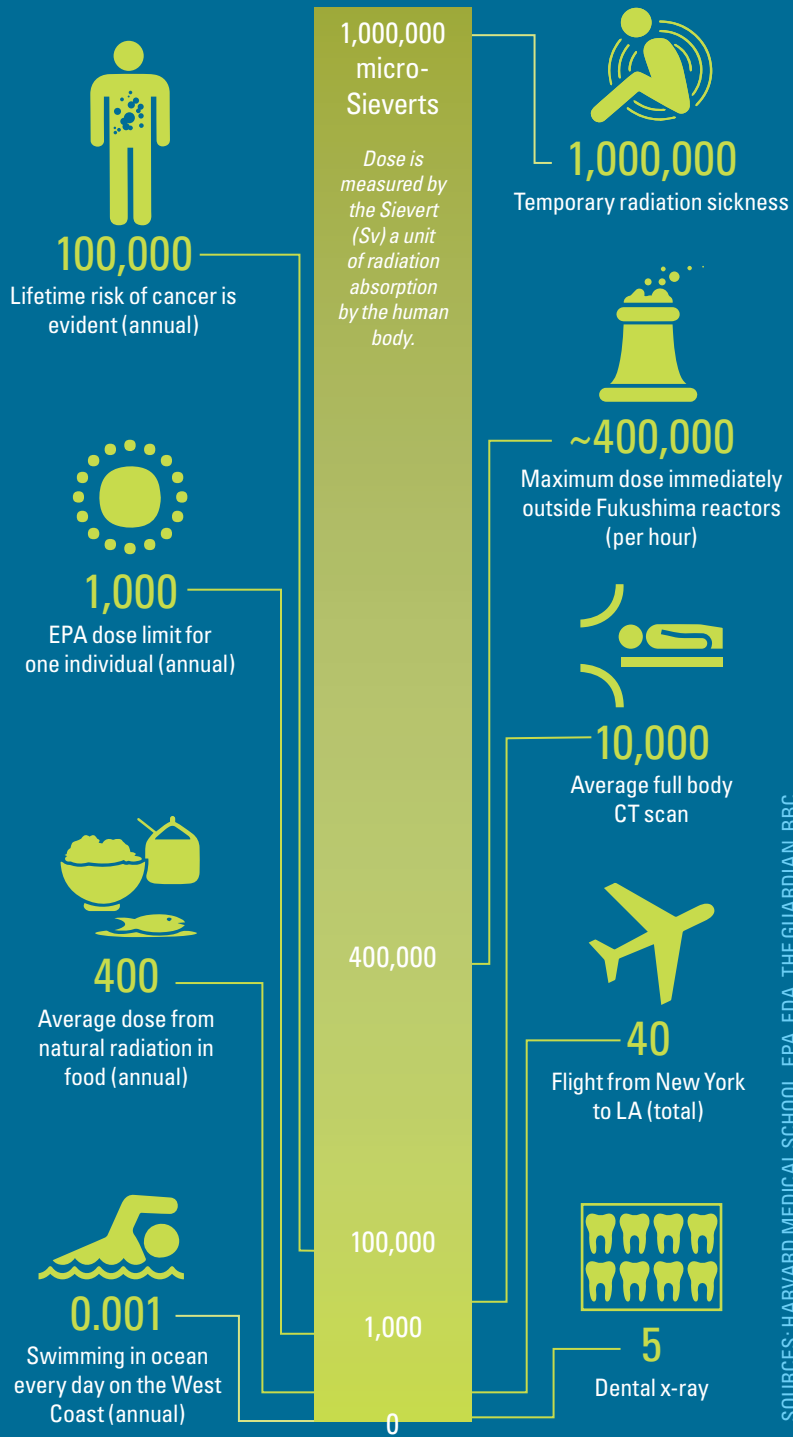 1,000,000
micro-
Sieverts
Dose is
measured by
the Sievert
(Sv) a unit
of radiation
absorption
by the human
body.
400,000
100,000
1,000
0
100,000
Lifetime risk of cancer is
evident (annual)
1,000
EPA dose limit for
one individual (annual)
400
Average dose from
natural radiation in
food (annual)
0.001
Swimming in ocean
every day on the West
Coast (annual)
1,000,000
Temporary radiation sickness
~400,000
Maximum dose immediately
outside Fukushima reactors
(per hour)
10,000
Average full body
CT scan
40
Flight from New York
to LA (total)
5
Dental x-ray
SOURCES: HARVARD MEDICAL SCHOOL, EPA, FDA, THE GUARDIAN, BBC